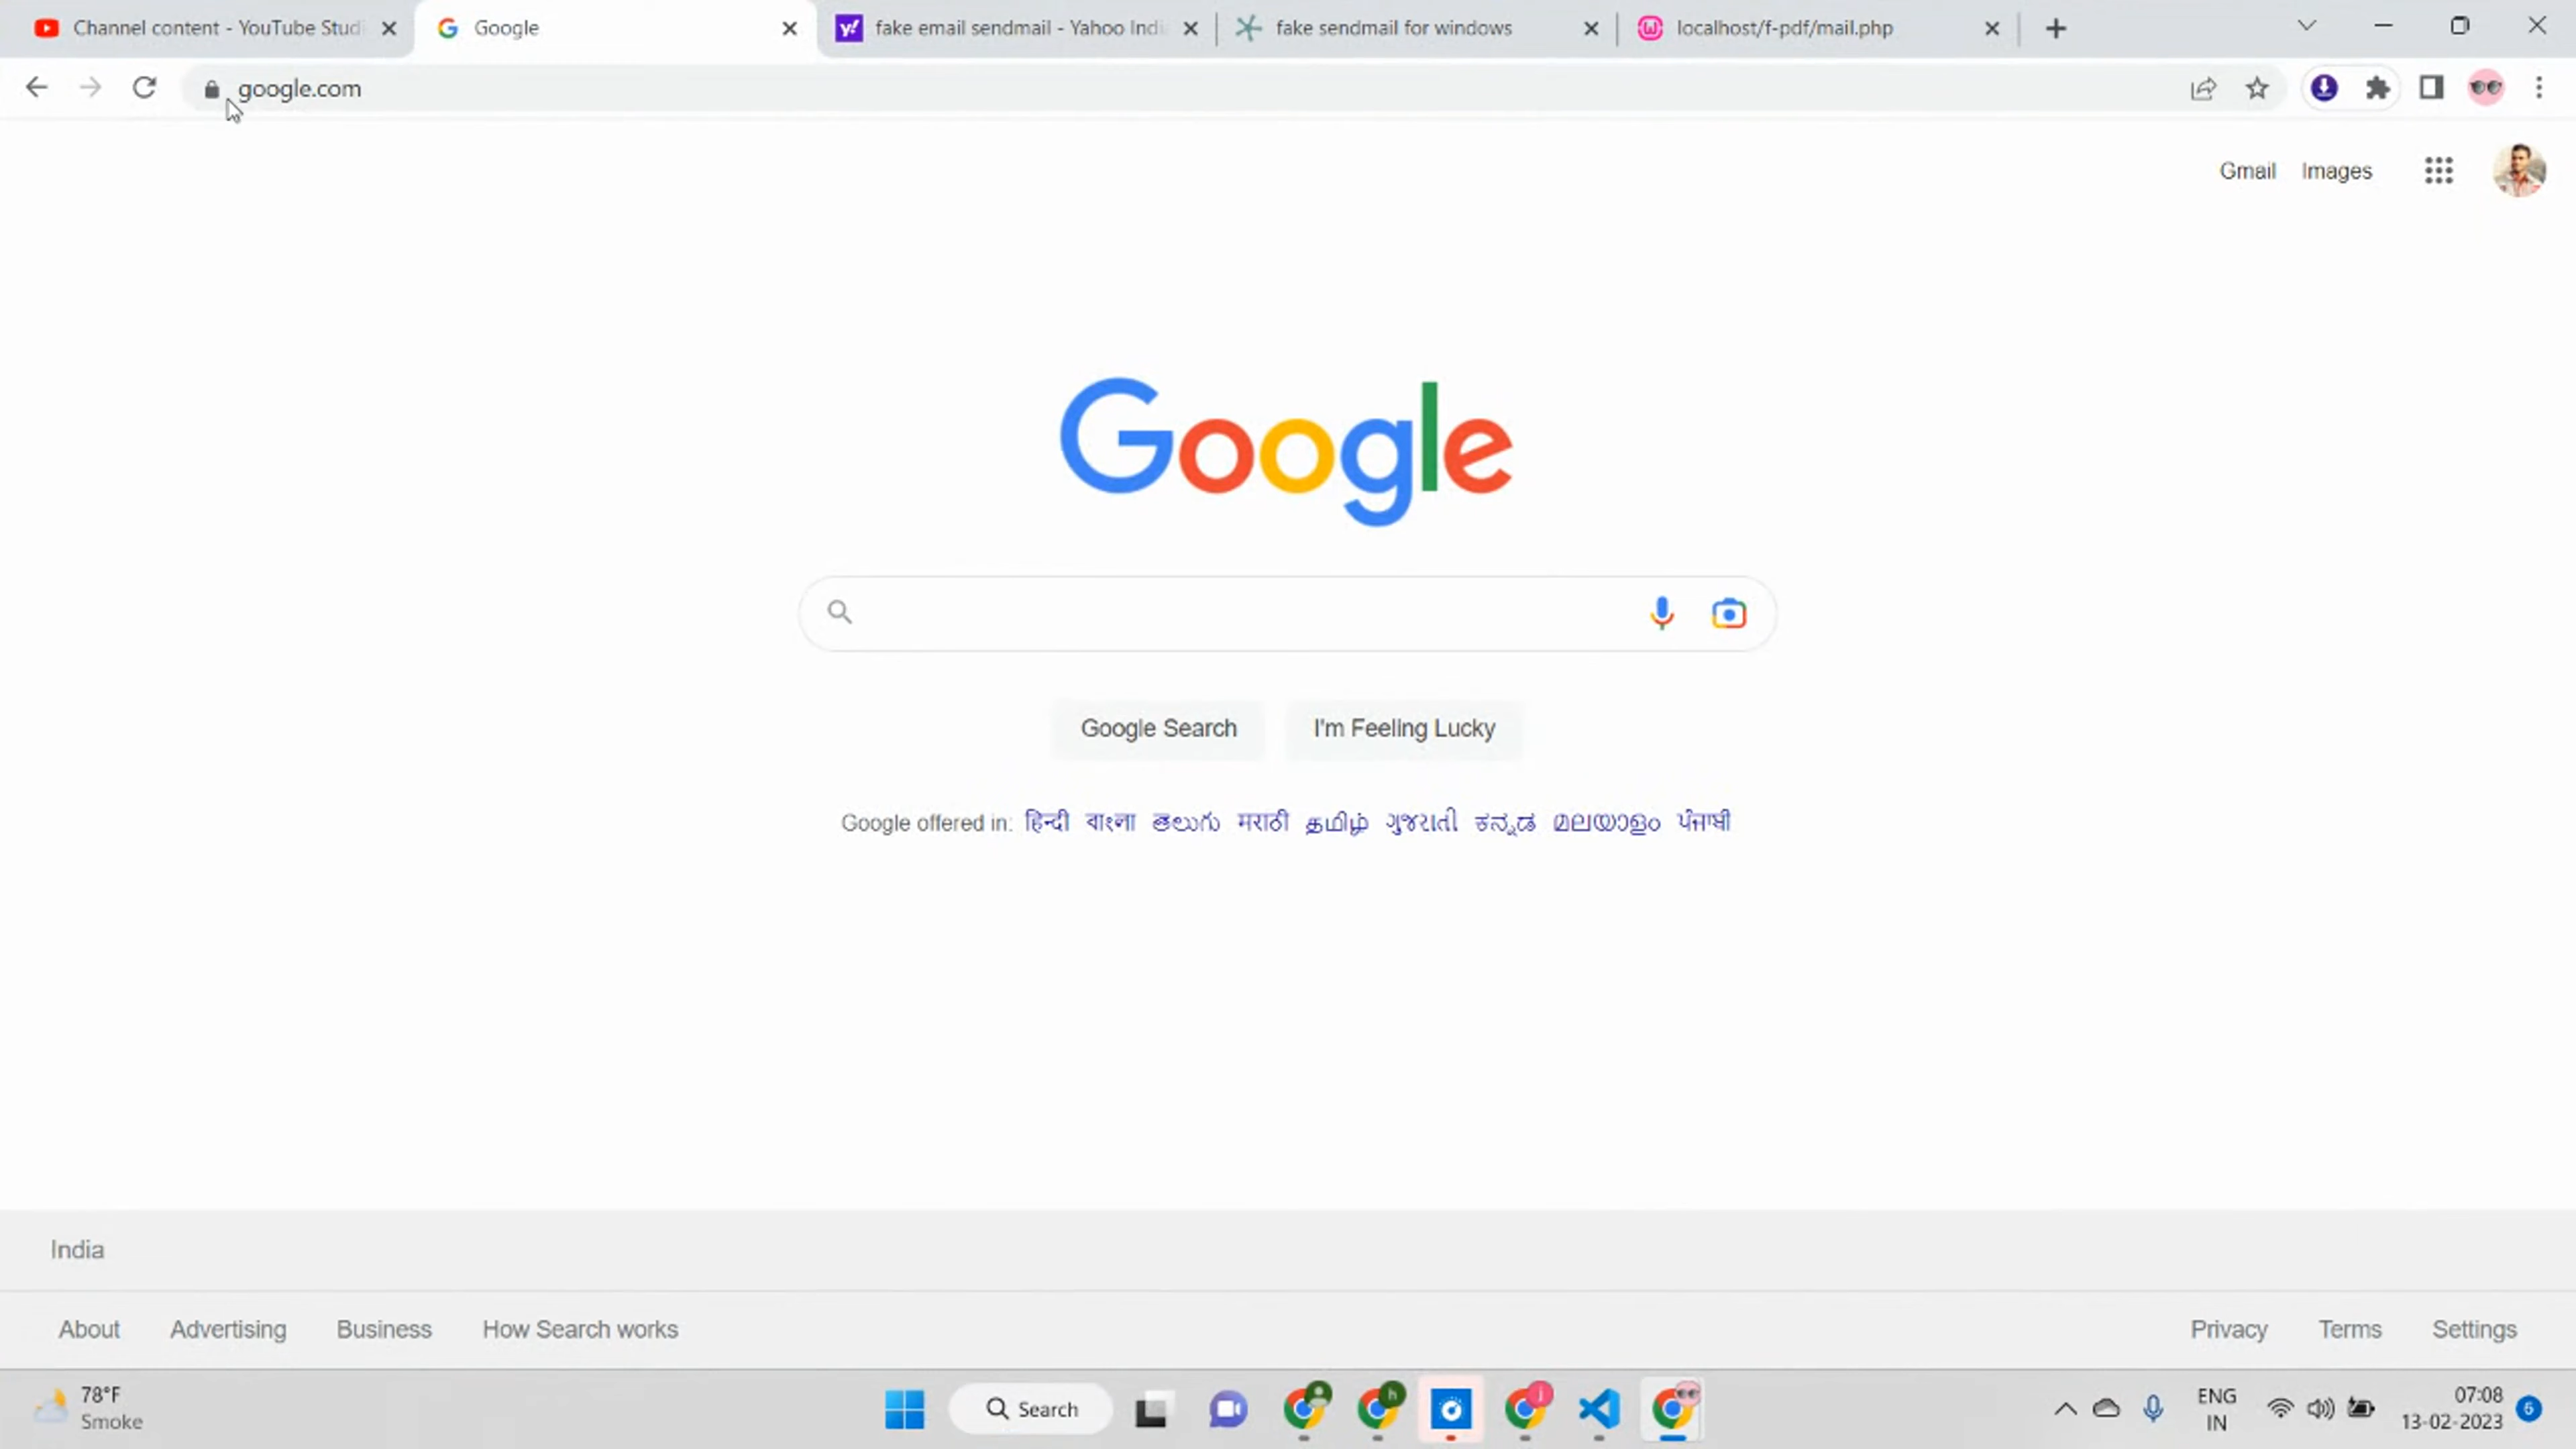 Channel content - YouTube Studi
Google
fake email sendmail - Yahoo Indi
fake sendmail for windows
localhost/f-pdf/mail.php
google.com
Gmail Images
Google
Google Search I'm Feeling Lucky
Google offered in: हिन्दी বাংলা తెలుగు मराठी தமிழ் ગુજરાતી ಕನ್ನಡ മലയാളം ਪੰਜਾਬੀ
India
About Advertising Business How Search works Privacy Terms Settings
78°F
Smoke
Search
ENG
IN
07:08
13-02-2023